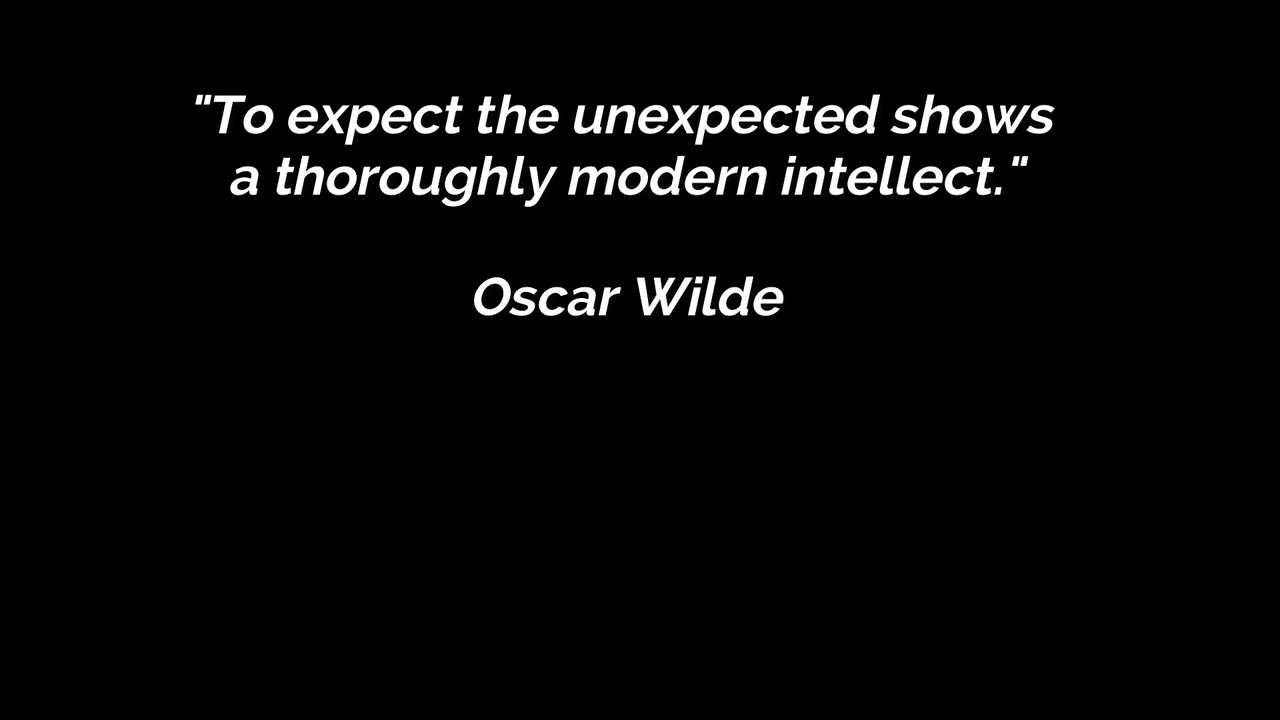 "To expect the unexpected shows
a thoroughly modern intellect."
Oscar Wilde